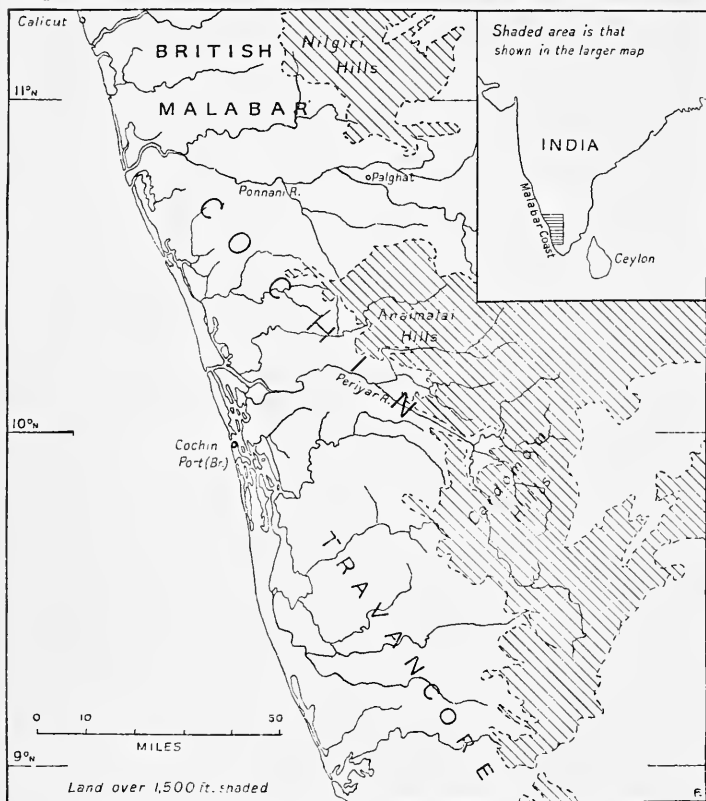 Calicut
BRITISH
Nilgiri
Hills
11°N
MALABAR
Palghat
Ponnani R.
COCHIN
Anaimalai
Hills
Periyar R.
10°N
Cochin
Port (Br.)
Cardomom
Hills
TRAVANCORE
0 10 50
MILES
9°N
Land over 1,500 ft. shaded
F.
Shaded area is that
shown in the larger map
INDIA
Malabar Coast
Ceylon